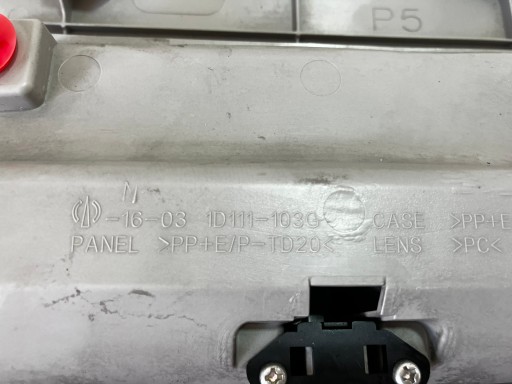 P5
-16-03 1D111-1030 CASE >PP+E
PANEL >PP+E/P-TD20< LENS >PC<